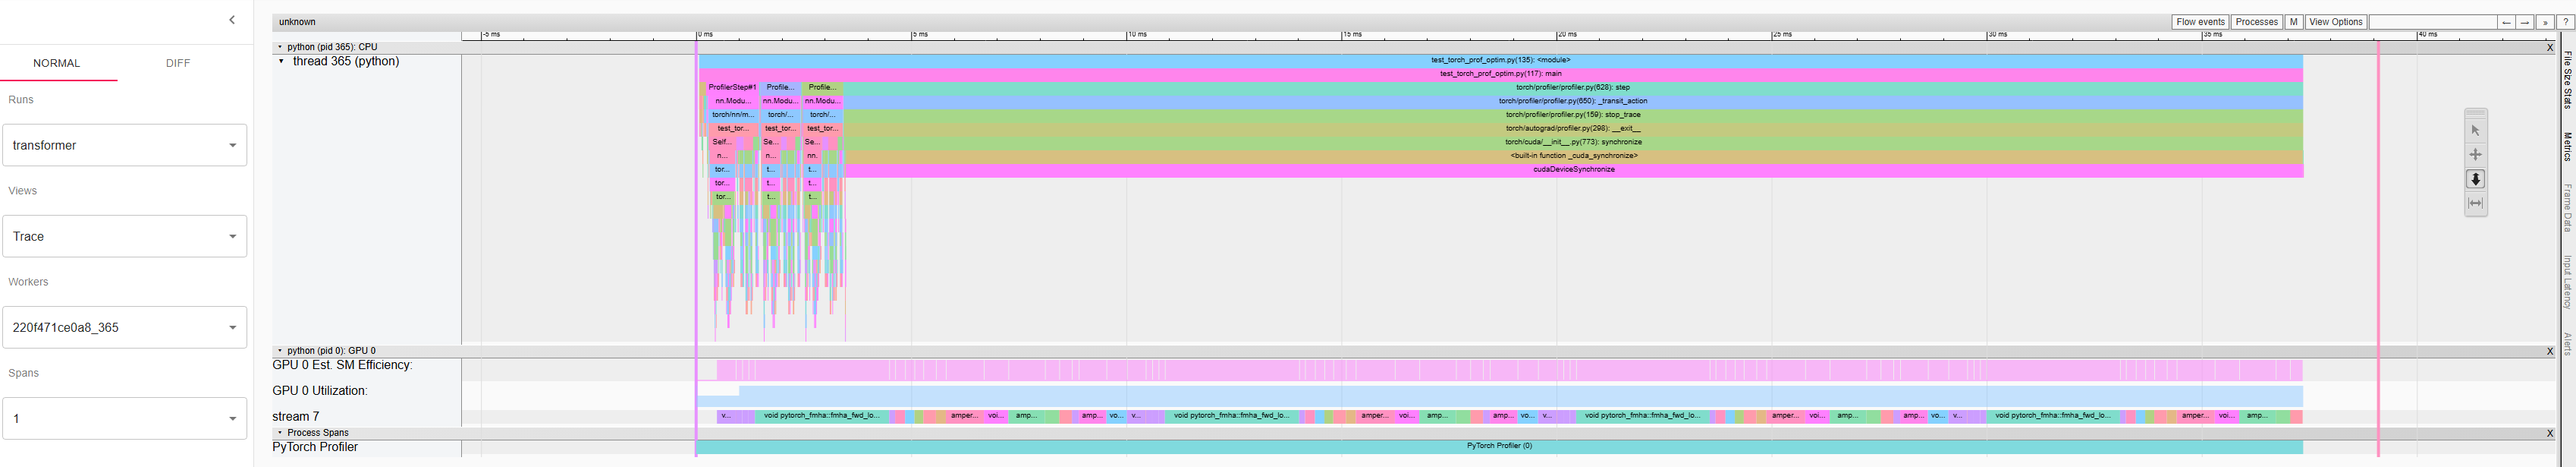 unknown
Flow events Processes M View Options ← → » ?
-5 ms 0 ms 5 ms 10 ms 15 ms 20 ms 25 ms 30 ms 35 ms 40 ms
NORMAL DIFF
Runs
transformer
Views
Trace
Workers
220f471ce0a8_365
Spans
1
python (pid 365): CPU X
thread 365 (python)
test_torch_prof_optim.py(135): <module>
test_torch_prof_optim.py(117): main
ProfilerStep#1 Profile... Profile... torch/profiler/profiler.py(628): step
nn.Modu... nn.Modu... nn.Modu... torch/profiler/profiler.py(650): _transit_action
torch/nn/m... torch/... torch/... torch/profiler/profiler.py(159): stop_trace
test_tor... test_tor... test_tor... torch/autograd/profiler.py(298): __exit__
Self... Se... Se... torch/cuda/__init__.py(773): synchronize
n... n... nn. <built-in function _cuda_synchronize>
tor... t... t... cudaDeviceSynchronize
tor... t... t...
tor... t... t...
python (pid 0): GPU 0 X
GPU 0 Est. SM Efficiency:
GPU 0 Utilization:
stream 7 v... void pytorch_fmha::fmha_fwd_lo... amper... voi... amp... amp... vo... v... void pytorch_fmha::fmha_fwd_lo... amper... voi... amp... amp... vo... v... void pytorch_fmha::fmha_fwd_lo... amper... voi... amp... amp... vo... v... void pytorch_fmha::fmha_fwd_lo... amper... voi... amp...
Process Spans X
PyTorch Profiler PyTorch Profiler (0)
File Size Stats
Metrics
Frame Data
Input Latency
Alerts